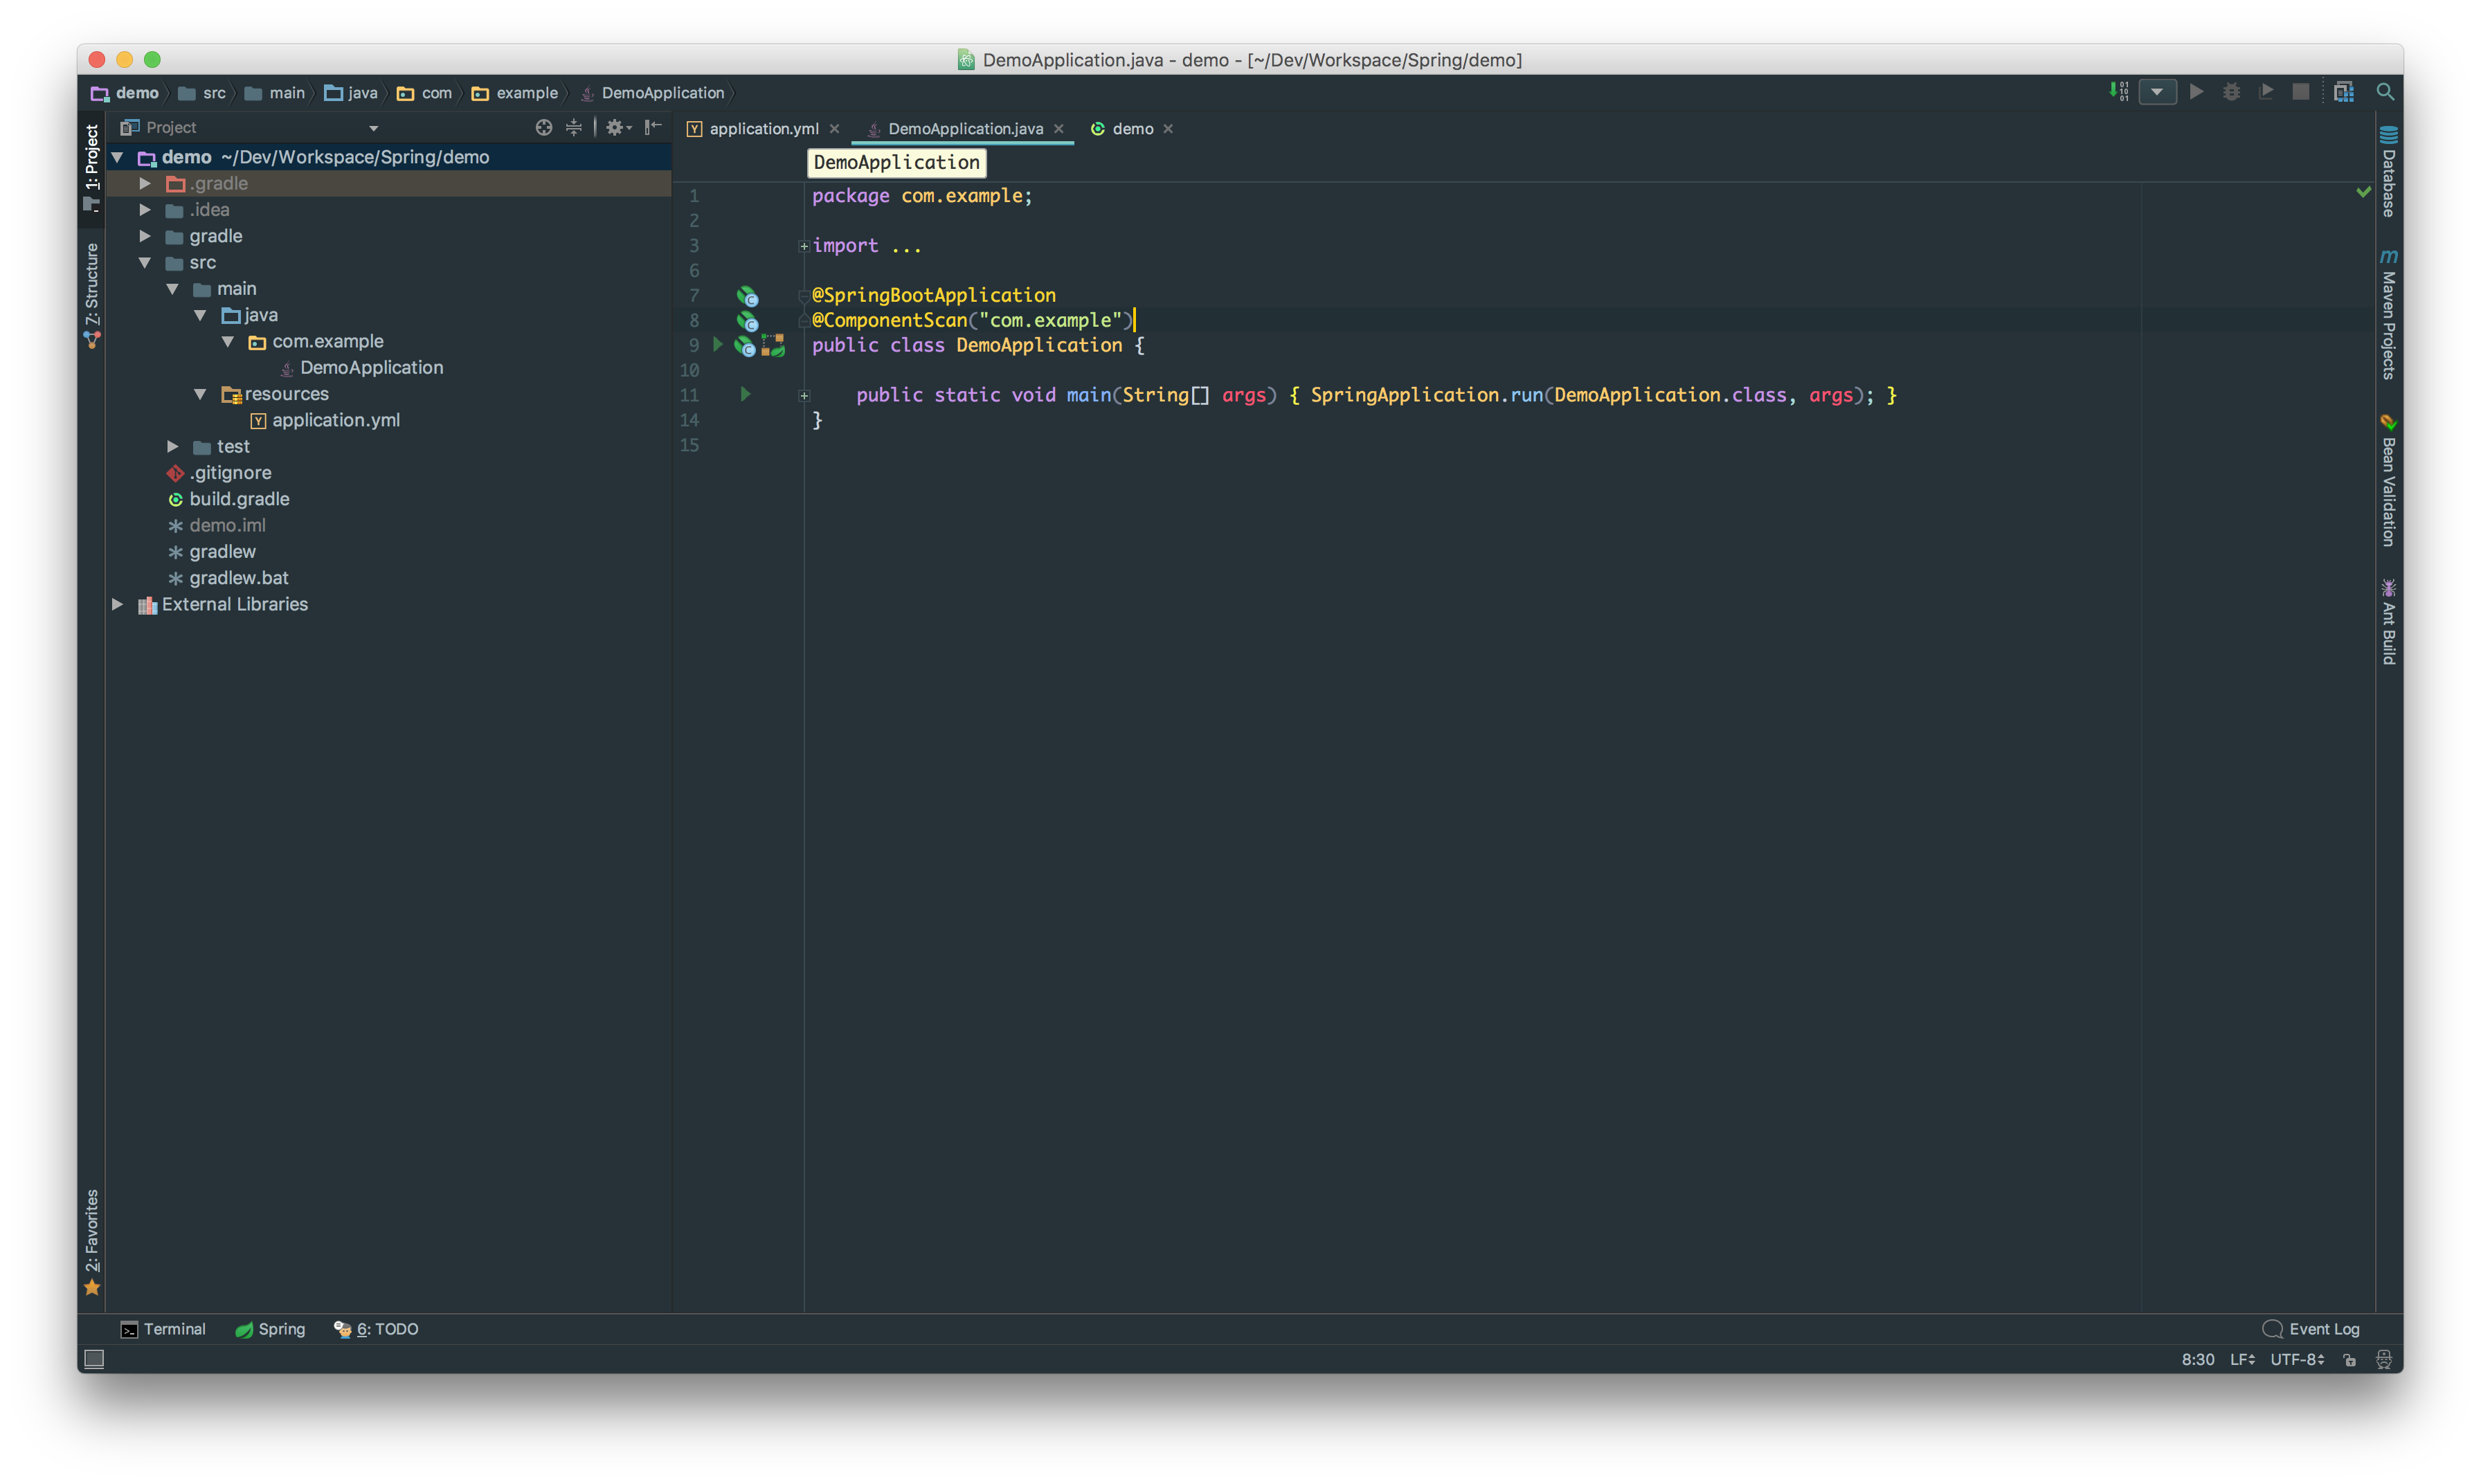 DemoApplication.java - demo - [~/Dev/Workspace/Spring/demo]
demo src main java com example DemoApplication
Project
application.yml DemoApplication.java demo
DemoApplication
1: Project
7: Structure
2: Favorites
demo ~/Dev/Workspace/Spring/demo
.gradle
.idea
gradle
src
main
java
com.example
DemoApplication
resources
application.yml
test
.gitignore
build.gradle
demo.iml
gradlew
gradlew.bat
External Libraries
1 package com.example;
2
3 import ...
6
7 @SpringBootApplication
8 @ComponentScan("com.example")
9 public class DemoApplication {
10
11 public static void main(String[] args) { SpringApplication.run(DemoApplication.class, args); }
14 }
15
Database
Maven Projects
Bean Validation
Ant Build
Terminal Spring 6: TODO Event Log
8:30 LF UTF-8